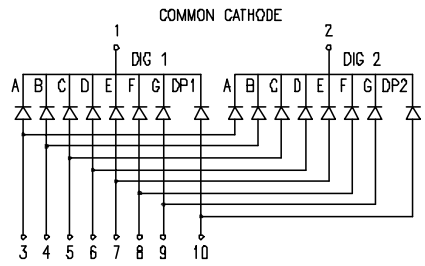 COMMON CATHODE
1 2
DIG 1 DIG 2
A B C D E F G DP1 A B C D E F G DP2
3 4 5 6 7 8 9 10